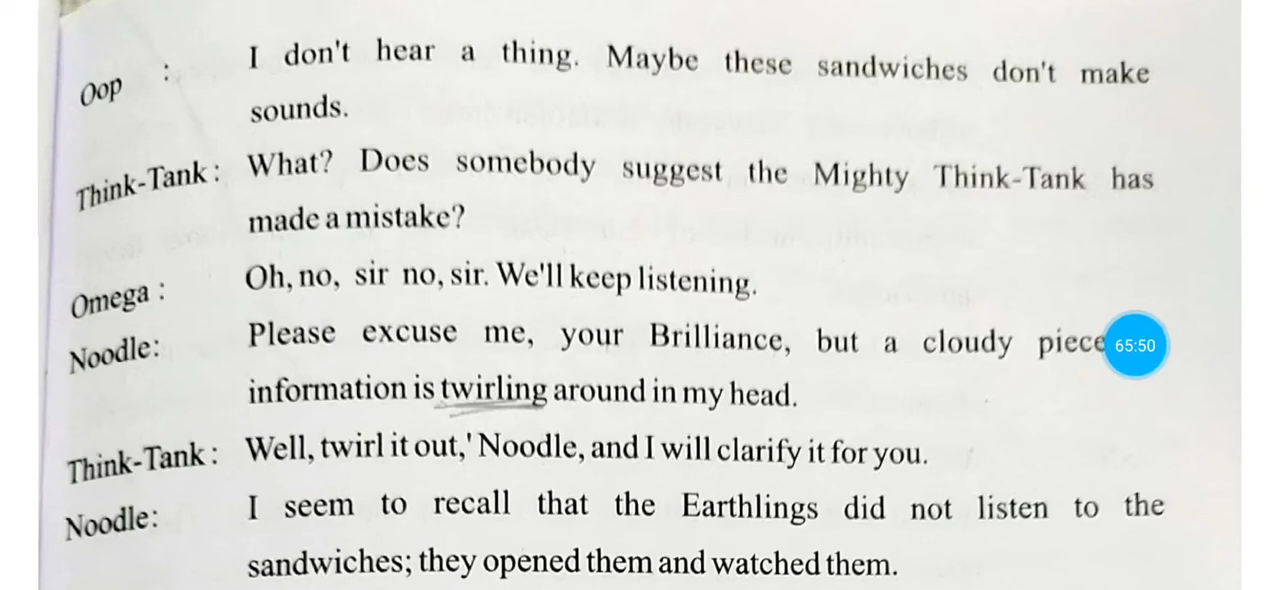 Oop : I don't hear a thing. Maybe these sandwiches don't make
sounds.
Think-Tank : What? Does somebody suggest the Mighty Think-Tank has
made a mistake?
Omega : Oh, no, sir no, sir. We'll keep listening.
Noodle: Please excuse me, your Brilliance, but a cloudy piece 65:50
information is twirling around in my head.
Think-Tank : Well, twirl it out,' Noodle, and I will clarify it for you.
Noodle: I seem to recall that the Earthlings did not listen to the
sandwiches; they opened them and watched them.